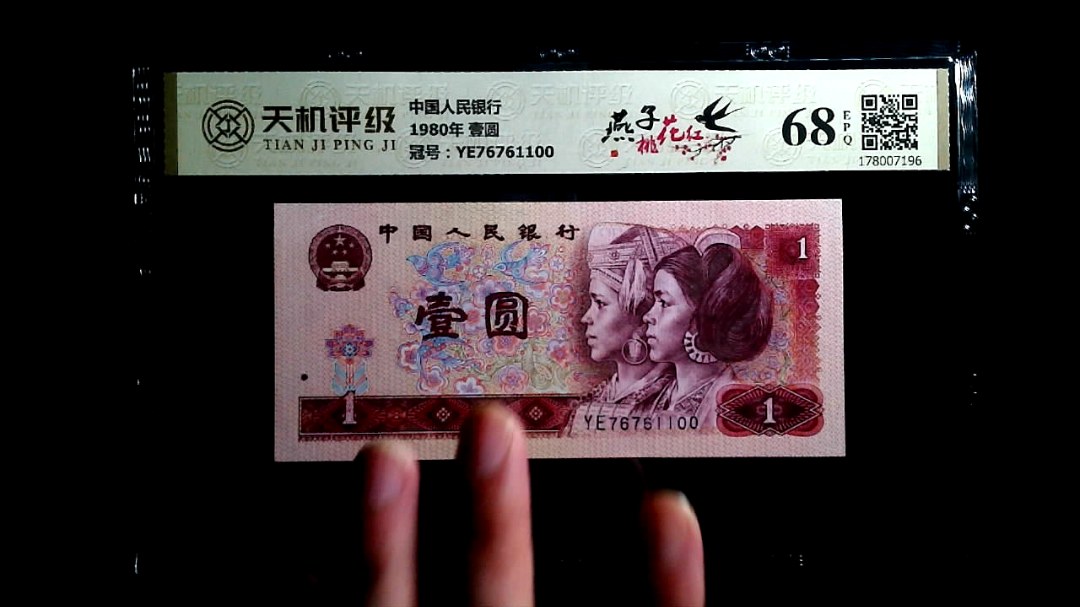 天机评级
TIAN JI PING JI
中国人民银行
1980年 壹圆
冠号：YE76761100
燕子
桃花红
68
EPQ
178007196
中国人民银行
1
壹圆
1
YE76761100
1